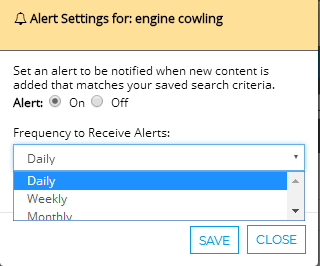 Alert Settings for: engine cowling
Set an alert to be notified when new content is
added that matches your saved search criteria.
Alert: On Off
Frequency to Receive Alerts:
Daily
Daily
Weekly
Monthly
SAVE CLOSE